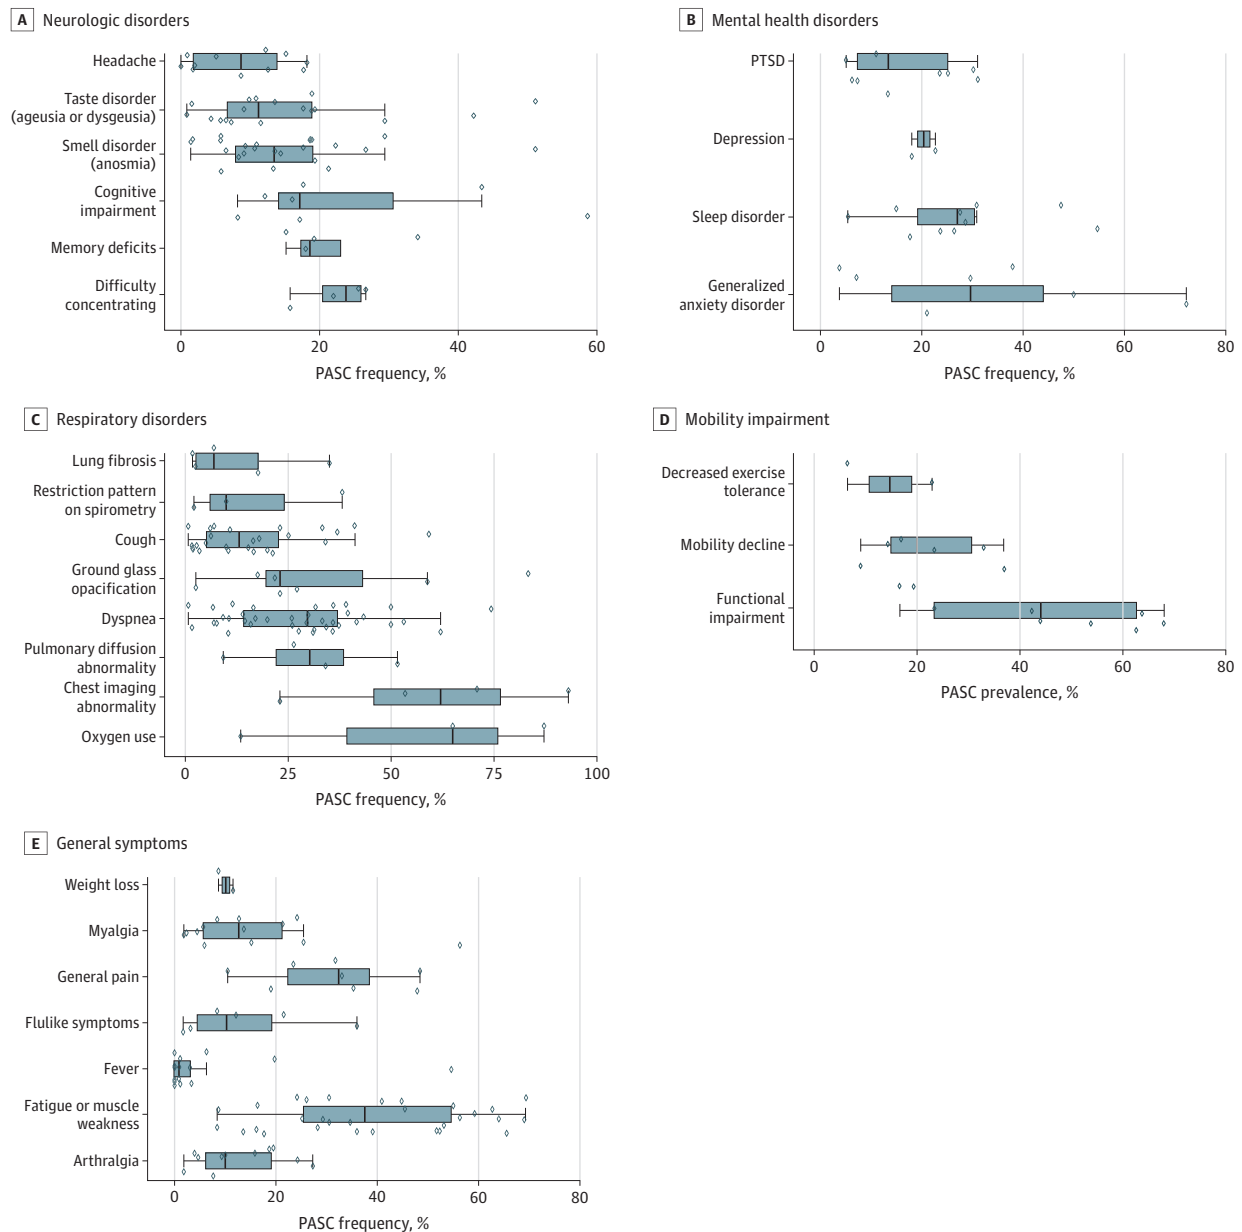 A Neurologic disorders
Headache
Taste disorder
(ageusia or dysgeusia)
Smell disorder
(anosmia)
Cognitive
impairment
Memory deficits
Difficulty
concentrating
0 20 40 60
PASC frequency, %
B Mental health disorders
PTSD
Depression
Sleep disorder
Generalized
anxiety disorder
0 20 40 60 80
PASC frequency, %
C Respiratory disorders
Lung fibrosis
Restriction pattern
on spirometry
Cough
Ground glass
opacification
Dyspnea
Pulmonary diffusion
abnormality
Chest imaging
abnormality
Oxygen use
0 25 50 75 100
PASC frequency, %
D Mobility impairment
Decreased exercise
tolerance
Mobility decline
Functional
impairment
0 20 40 60 80
PASC prevalence, %
E General symptoms
Weight loss
Myalgia
General pain
Flulike symptoms
Fever
Fatigue or muscle
weakness
Arthralgia
0 20 40 60 80
PASC frequency, %